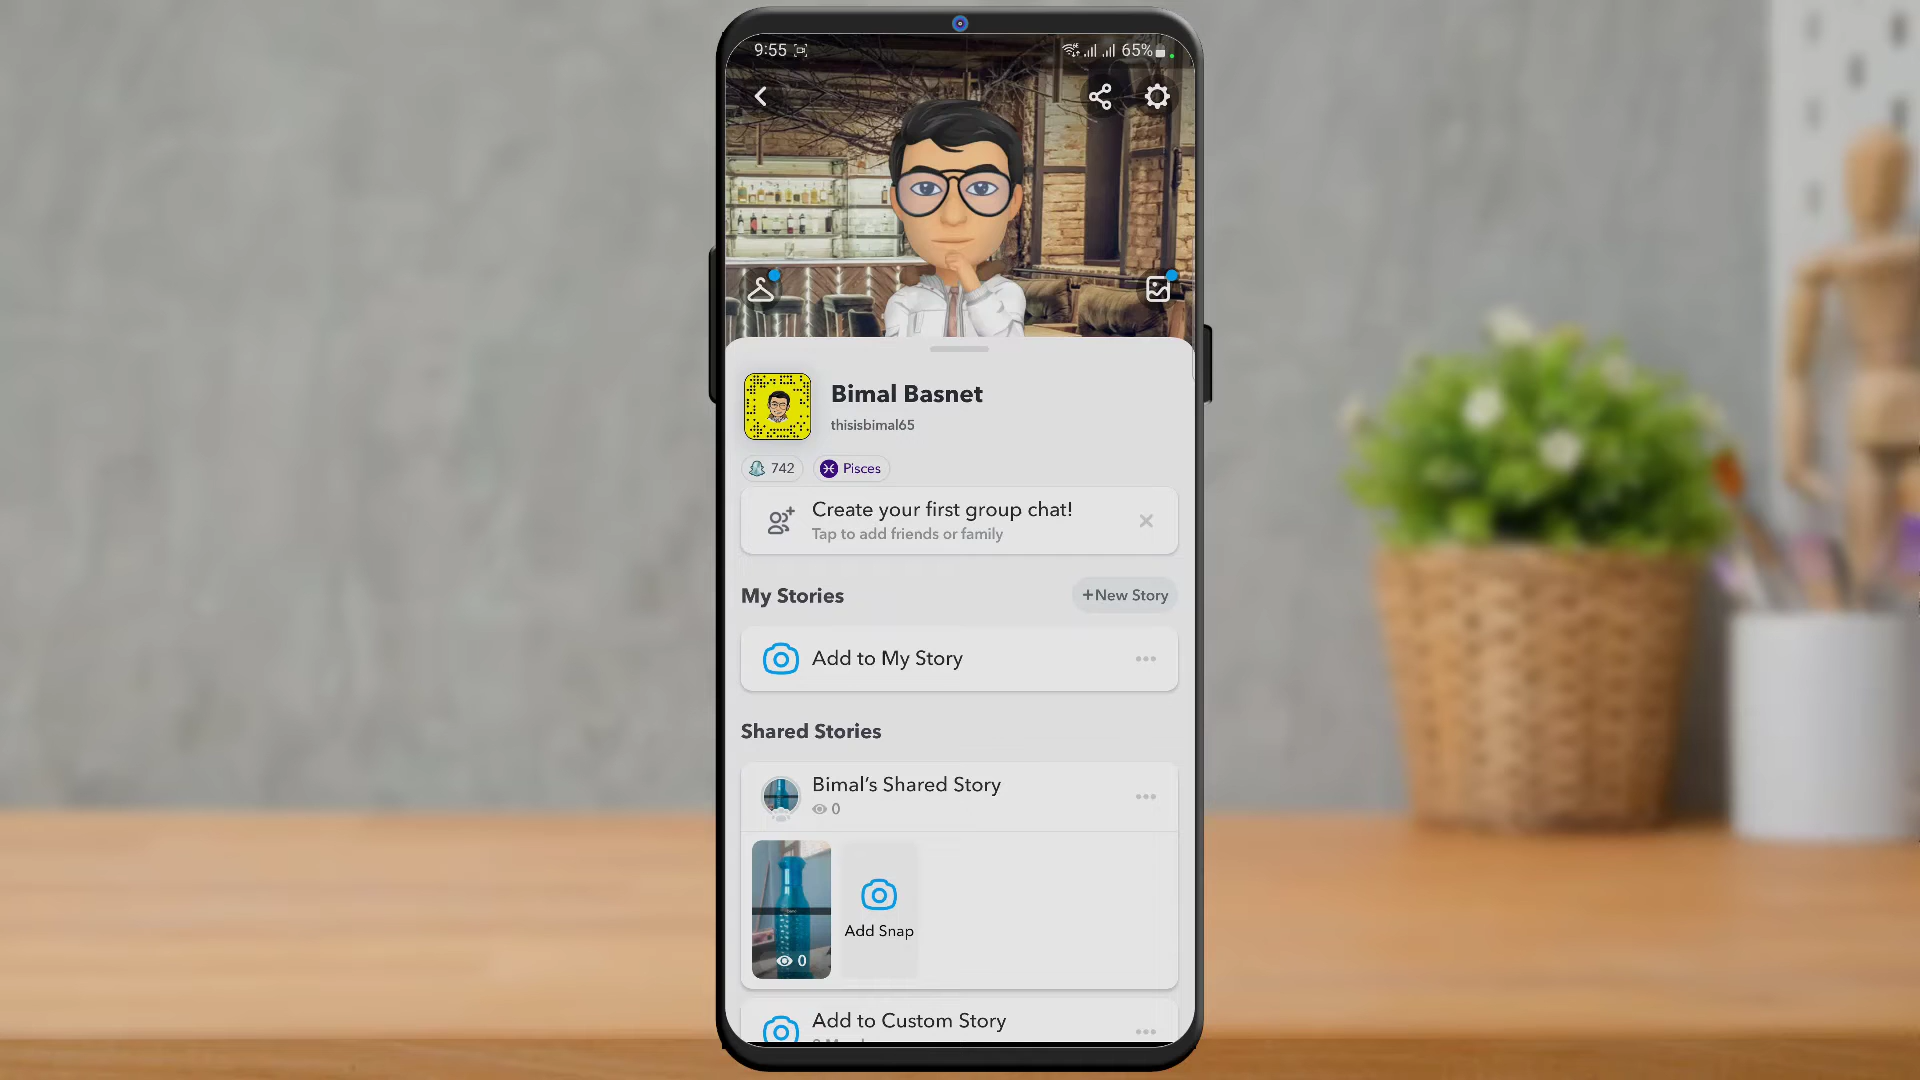 9:55
65%
Bimal Basnet
thisisbimal65
742
Pisces
Create your first group chat!
Tap to add friends or family
My Stories
+New Story
Add to My Story
Shared Stories
Bimal's Shared Story
0
0
Add Snap
Add to Custom Story